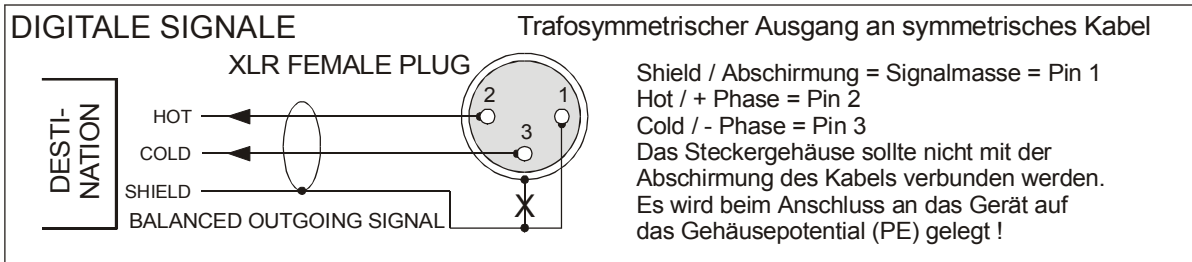 DIGITALE SIGNALE
Trafosymmetrischer Ausgang an symmetrisches Kabel
XLR FEMALE PLUG
DESTI-
NATION
HOT
COLD
SHIELD
2
1
3
X
BALANCED OUTGOING SIGNAL
Shield / Abschirmung = Signalmasse = Pin 1
Hot / + Phase = Pin 2
Cold / - Phase = Pin 3
Das Steckergehäuse sollte nicht mit der
Abschirmung des Kabels verbunden werden.
Es wird beim Anschluss an das Gerät auf
das Gehäusepotential (PE) gelegt !